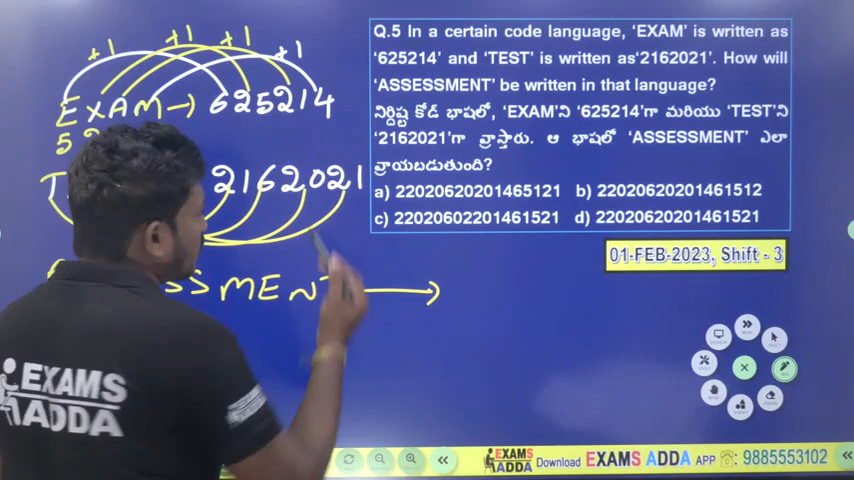 +1 +1 +1 +1
EXAM → 625214
5 2
T 2162021
SSMENT →
Q.5 In a certain code language, ‘EXAM’ is written as
‘625214’ and ‘TEST’ is written as‘2162021’. How will
‘ASSESSMENT’ be written in that language?
నిర్దిష్ట కోడ్ భాషలో, ‘EXAM’ని ‘625214’గా మరియు ‘TEST’ని
‘2162021’గా వ్రాస్తారు. ఆ భాషలో ‘ASSESSMENT’ ఎలా
వ్రాయబడుతుంది?
a) 22020620201465121 b) 22020620201461512
c) 22020602201461521 d) 22020620201461521
01-FEB-2023, Shift - 3
EXAMS
ADDA
EXAMS ADDA Download EXAMS ADDA APP : 9885553102